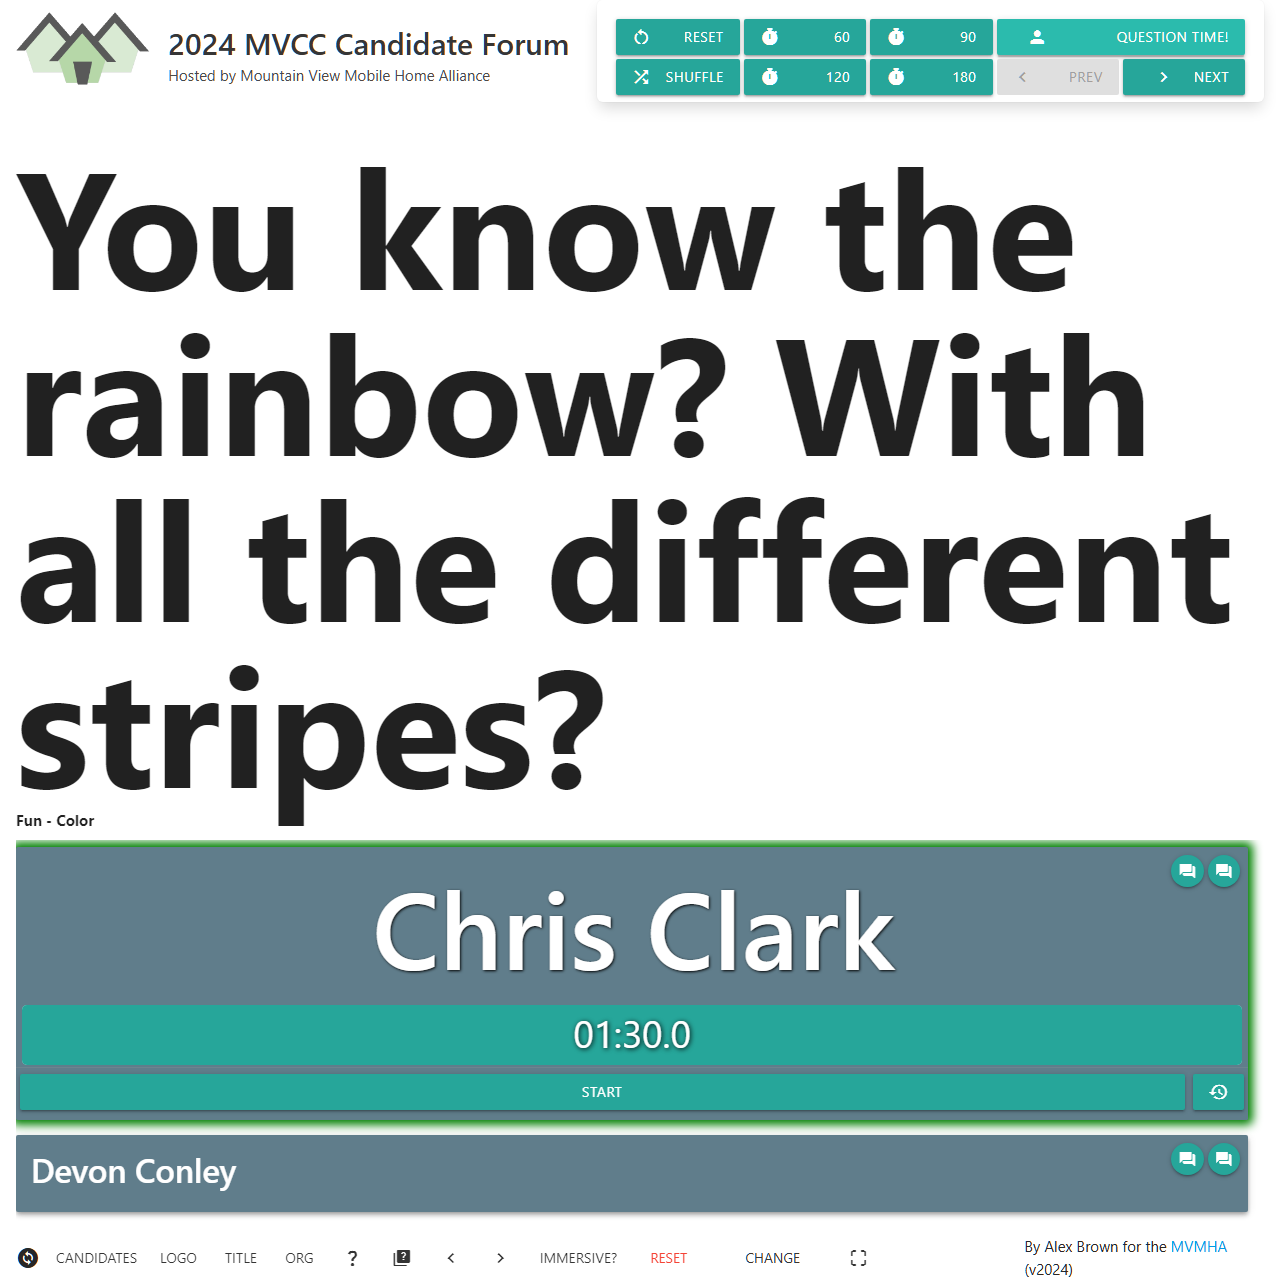 2024 MVCC Candidate Forum
Hosted by Mountain View Mobile Home Alliance
RESET 60 90 QUESTION TIME!
SHUFFLE 120 180 PREV NEXT
You know the
rainbow? With
all the different
stripes?
Fun - Color
Chris Clark
01:30.0
START
Devon Conley
CANDIDATES LOGO TITLE ORG ? IMMERSIVE? RESET CHANGE
By Alex Brown for the MVMHA
(v2024)